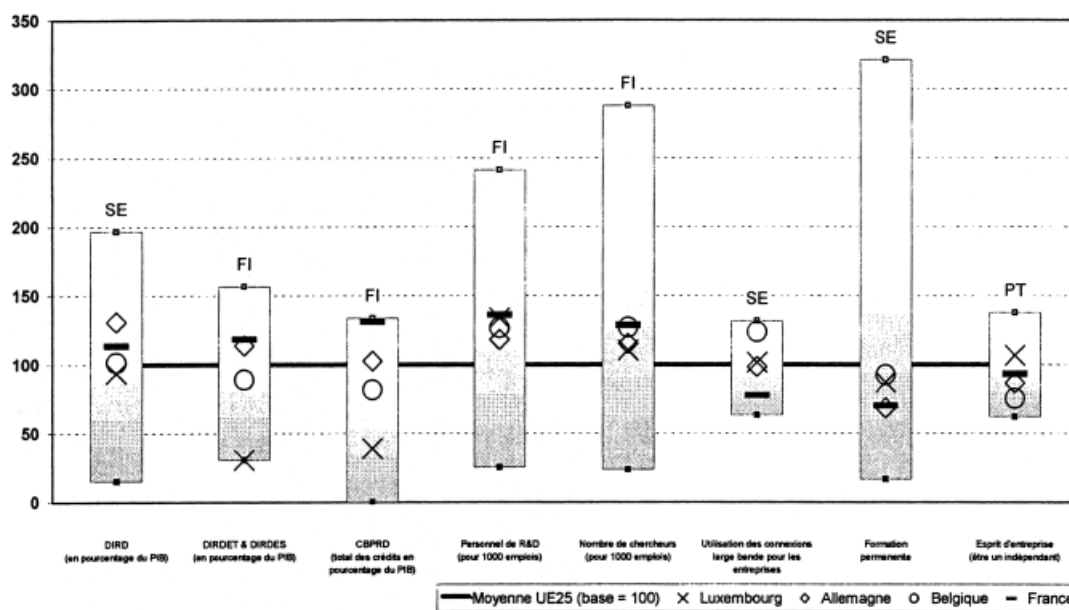 350
300
250
200
150
100
50
0
SE
FI
FI
FI
FI
SE
SE
PT
DIRD
(en pourcentage du PIB)
DIRDET & DIRDES
(en pourcentage du PIB)
CBPRD
(total des crédits en
pourcentage du PIB)
Personnel de R&D
(pour 1000 emplois)
Nombre de chercheurs
(pour 1000 emplois)
Utilisation des connexions
large bende pour les
entreprises
Formation
permanente
Esprit d'entreprise
(être un indépendant)
Moyenne UE25 (base = 100) Luxembourg Allemagne Belgique France